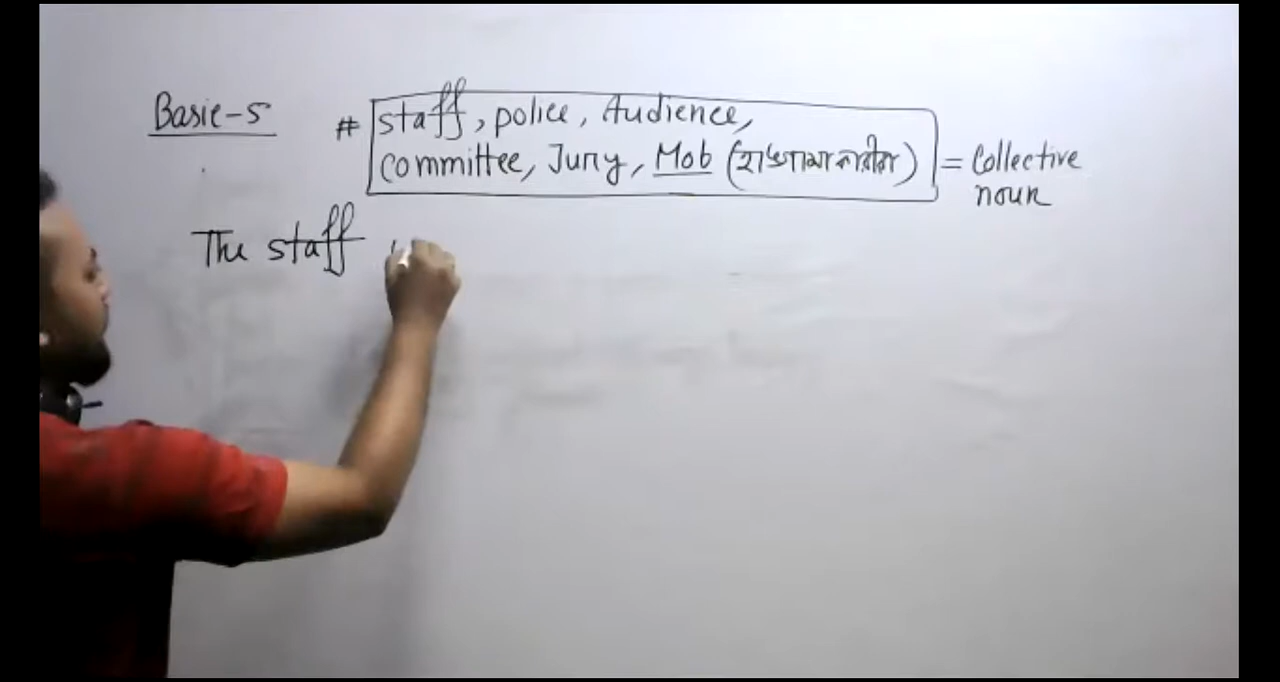 Basic-5
# staff, police, Audience,
committee, Jury, Mob (হাঙ্গামাকারীরা) = Collective
noun
The staff